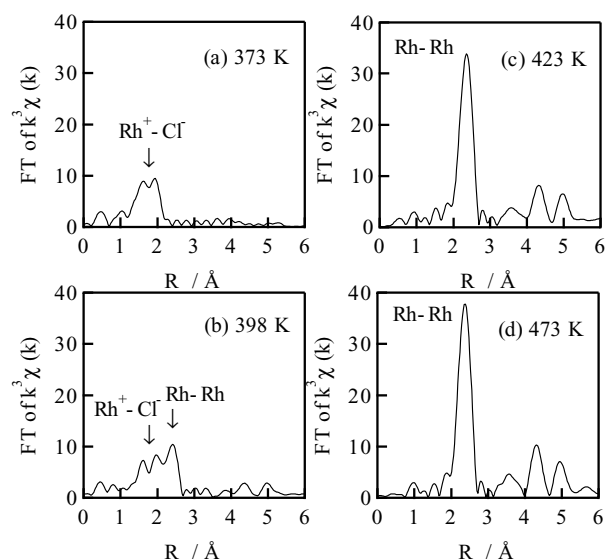 (a) 373 K
Rh⁺- Cl⁻
↓
FT of k³χ (k)
40
30
20
10
0
0 1 2 3 4 5 6
R / Å
(b) 398 K
Rh⁺- Cl⁻ Rh- Rh
↓ ↓
FT of k³χ (k)
40
30
20
10
0
0 1 2 3 4 5 6
R / Å
Rh- Rh (c) 423 K
FT of k³χ (k)
40
30
20
10
0
0 1 2 3 4 5 6
R / Å
Rh- Rh (d) 473 K
FT of k³χ (k)
40
30
20
10
0
0 1 2 3 4 5 6
R / Å